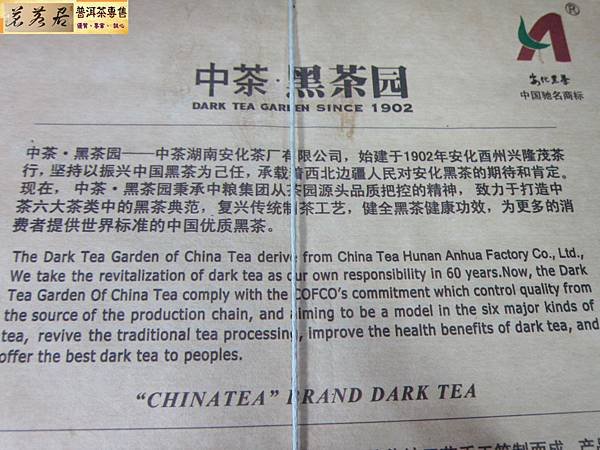 茗茶居
普洱茶專售
優質·專業·誠心
®
安化黑茶
中国驰名商标
中茶·黑茶园
DARK TEA GARDEN SINCE 1902
中茶·黑茶园——中茶湖南安化茶厂有限公司，始建于1902年安化酉州兴隆茂茶
行，坚持以振兴中国黑茶为己任，承载着西北边疆人民对安化黑茶的期待和肯定。
现在，中茶·黑茶园秉承中粮集团从茶园源头品质把控的精神，致力于打造中
茶六大茶类中的黑茶典范，复兴传统制茶工艺，健全黑茶健康功效，为更多的消
费者提供世界标准的中国优质黑茶。
The Dark Tea Garden of China Tea derive from China Tea Hunan Anhua Factory Co., Ltd.,
We take the revitalization of dark tea as our own responsibility in 60 years.Now, the Dark
Tea Garden Of China Tea comply with the COFCO's commitment which control quality from
the source of the production chain, and aiming to be a model in the six major kinds of
tea, revive the traditional tea processing, improve the health benefits of dark tea, and
offer the best dark tea to peoples.
“CHINATEA” BRAND DARK TEA